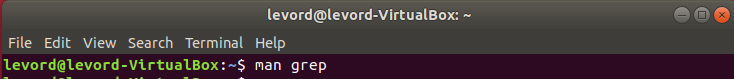 levord@levord-VirtualBox: ~
File Edit View Search Terminal Help
levord@levord-VirtualBox:~$ man grep